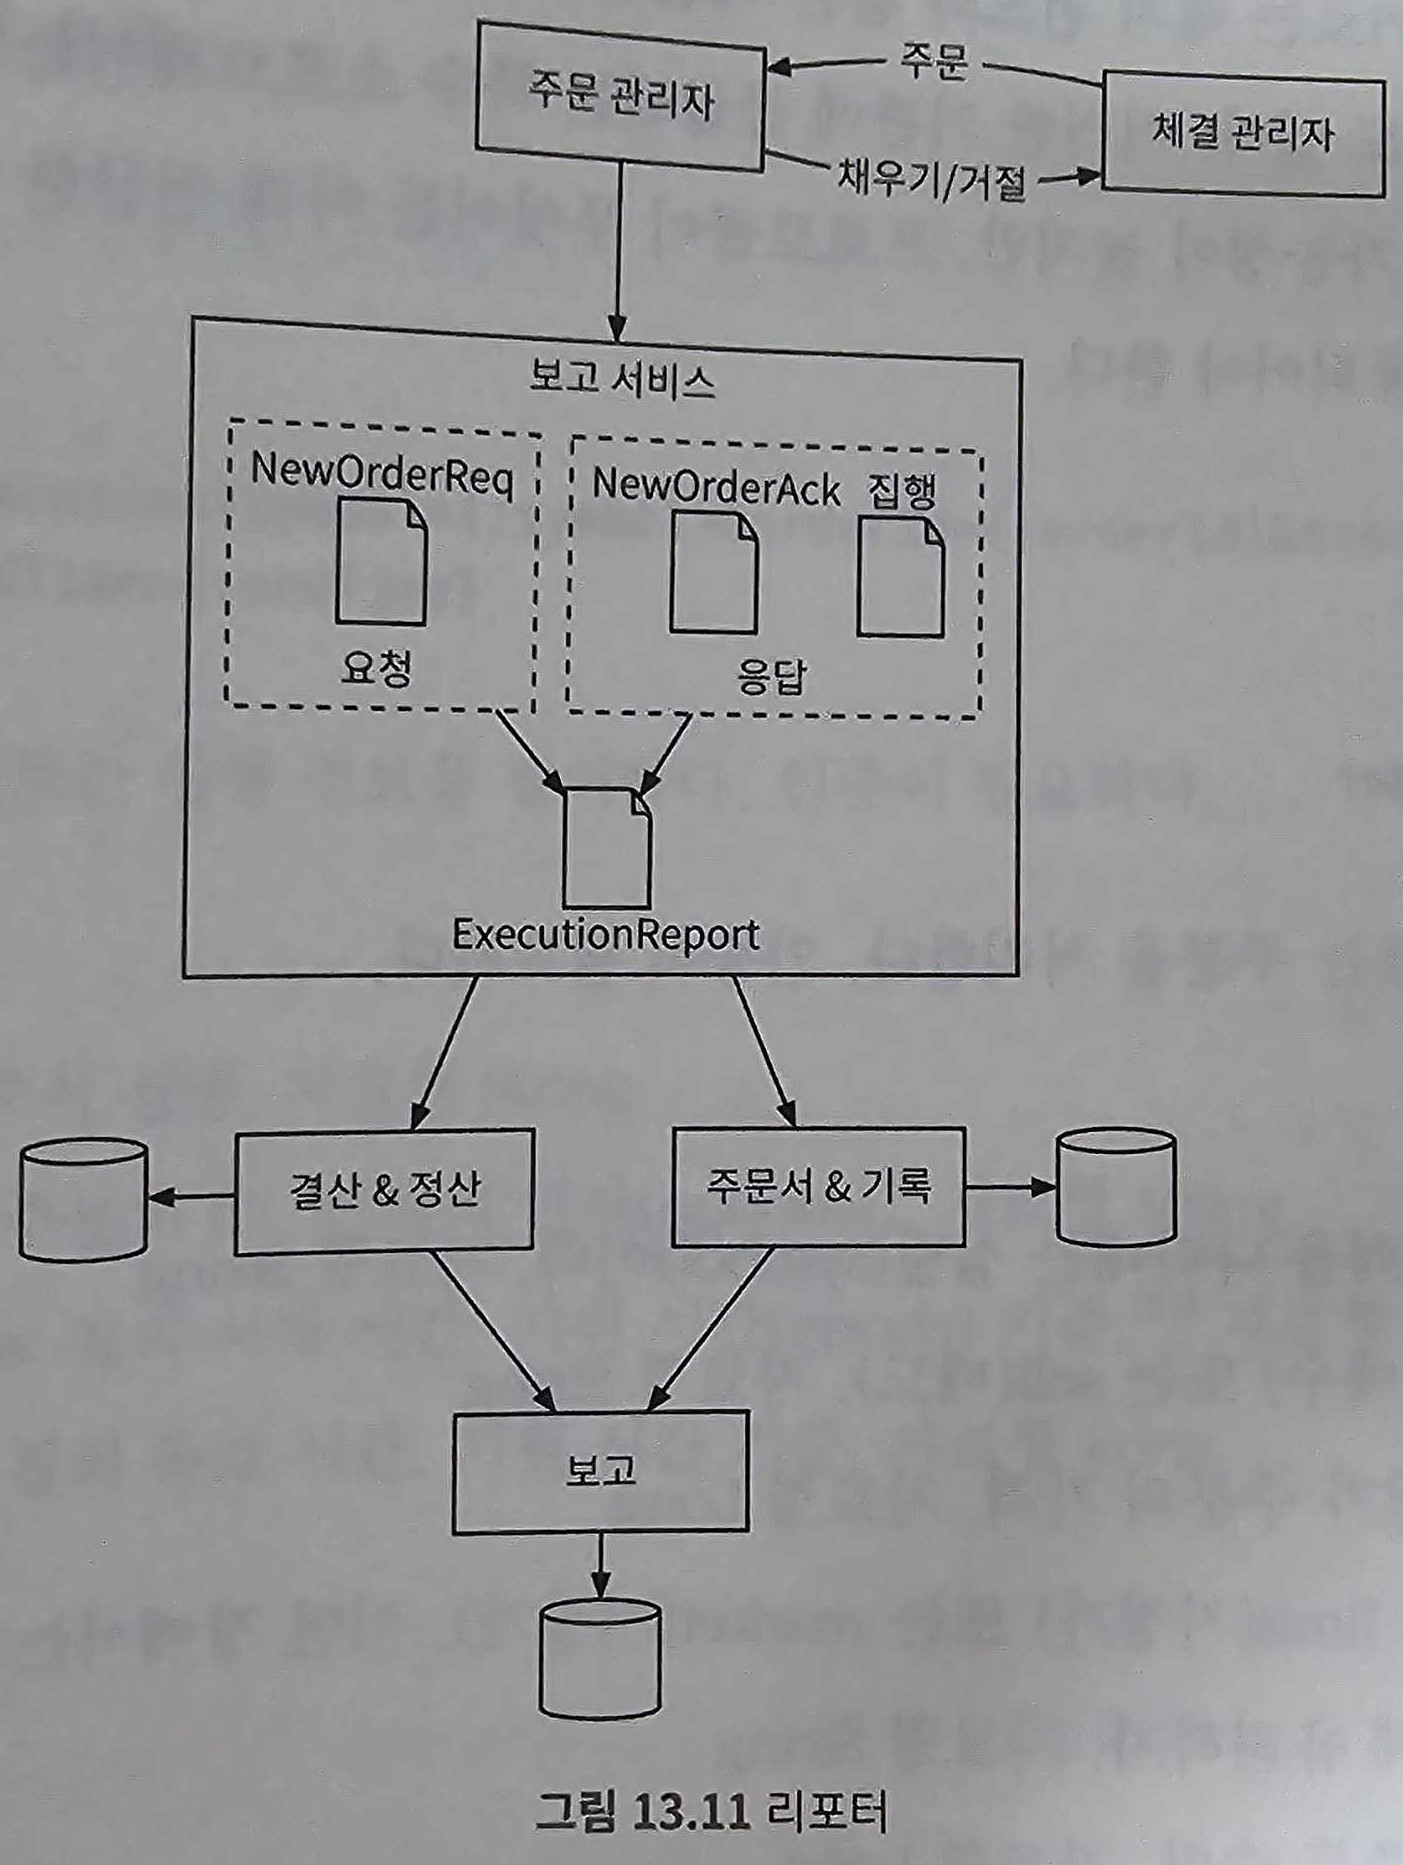 주문 관리자
주문
체결 관리자
채우기/거절
보고 서비스
NewOrderReq
요청
NewOrderAck 집행
응답
ExecutionReport
결산 & 정산
주문서 & 기록
보고
그림 13.11 리포터